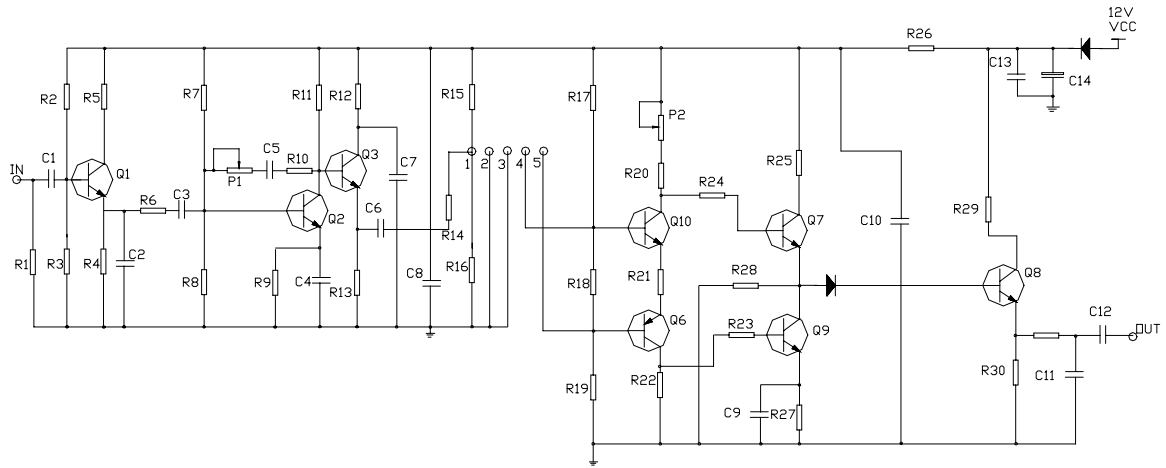 12V
VCC
R26
C13
C14
R2
R5
R7
R11
R12
R15
R17
P2
IN
C1
Q1
C5
R10
Q3
C7
1
2
3
4
5
R25
P1
R20
R24
R6
C3
Q2
C6
R14
Q10
Q7
C10
R29
R1
R3
R4
C2
R8
R9
C4
R13
C8
R16
R18
R21
R28
Q8
Q6
R23
Q9
C12
OUT
R19
R22
C9
R27
R30
C11